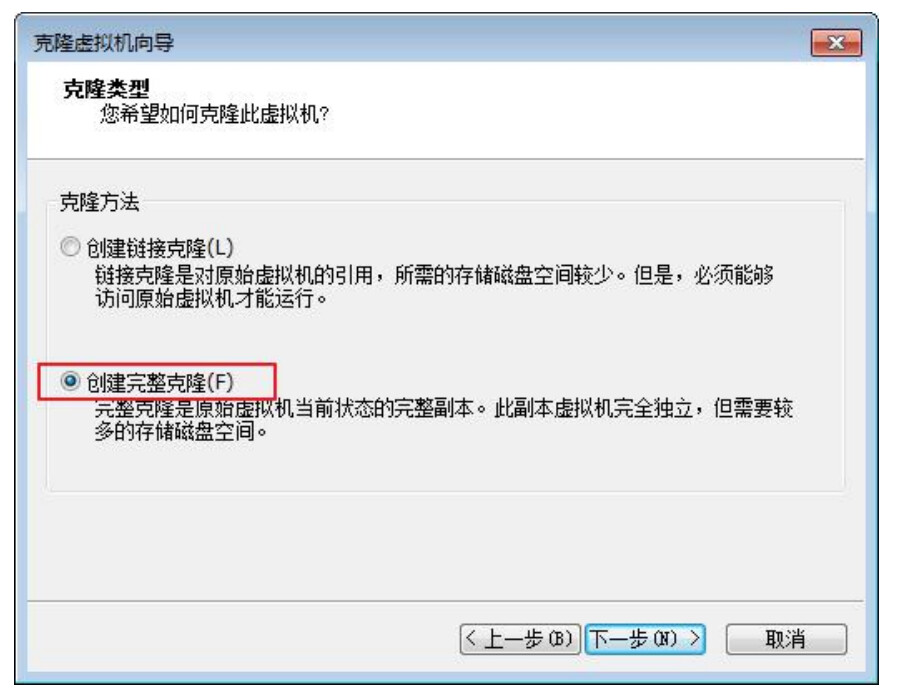 克隆虚拟机向导
克隆类型
您希望如何克隆此虚拟机?
克隆方法
创建链接克隆(L)
链接克隆是对原始虚拟机的引用，所需的存储磁盘空间较少。但是，必须能够
访问原始虚拟机才能运行。
创建完整克隆(F)
完整克隆是原始虚拟机当前状态的完整副本。此副本虚拟机完全独立，但需要较
多的存储磁盘空间。
< 上一步(B) 下一步(N) > 取消